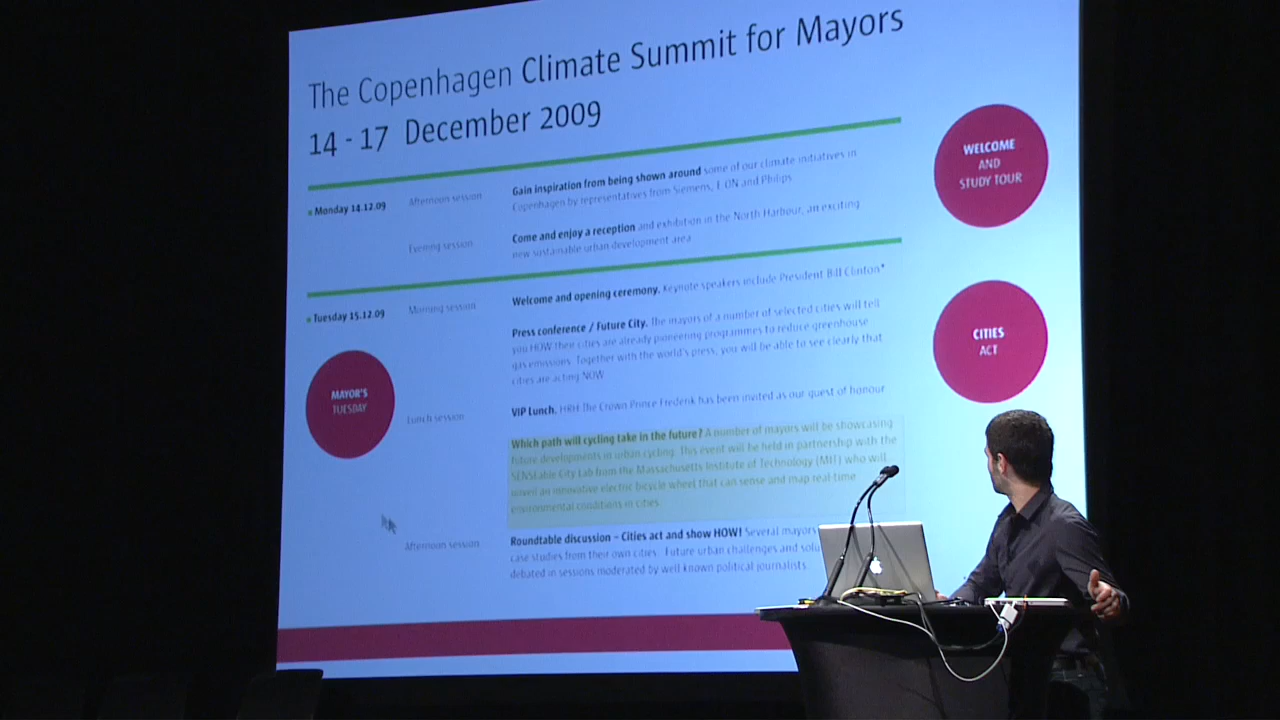 The Copenhagen Climate Summit for Mayors
14 - 17 December 2009
Monday 14.12.09
Afternoon session
Gain inspiration from being shown around some of our climate initiatives in
Copenhagen by representatives from Siemens, E.ON and Philips
Evening session
Come and enjoy a reception and exhibition in the North Harbour, an exciting
new sustainable urban development area
WELCOME
AND
STUDY TOUR
Tuesday 15.12.09
Morning session
Welcome and opening ceremony. Keynote speakers include President Bill Clinton*
Press conference / Future City. The mayors of a number of selected cities will tell
you HOW their cities are already pioneering programmes to reduce greenhouse
gas emissions. Together with the world's press, you will be able to see clearly that
cities are acting NOW
CITIES
ACT
MAYOR'S
TUESDAY
Lunch session
VIP Lunch. HRH The Crown Prince Frederik has been invited as our guest of honour
Which path will cycling take in the future? A number of mayors will be showcasing
future developments in urban cycling. This event will be held in partnership with the
SENSeable City Lab from the Massachusetts Institute of Technology (MIT) who will
unveil an innovative electric bicycle wheel that can sense and map real-time
environmental conditions in cities.
Afternoon session
Roundtable discussion – Cities act and show HOW! Several mayors
case studies from their own cities. Future urban challenges and
debated in sessions moderated by well known political journalists.